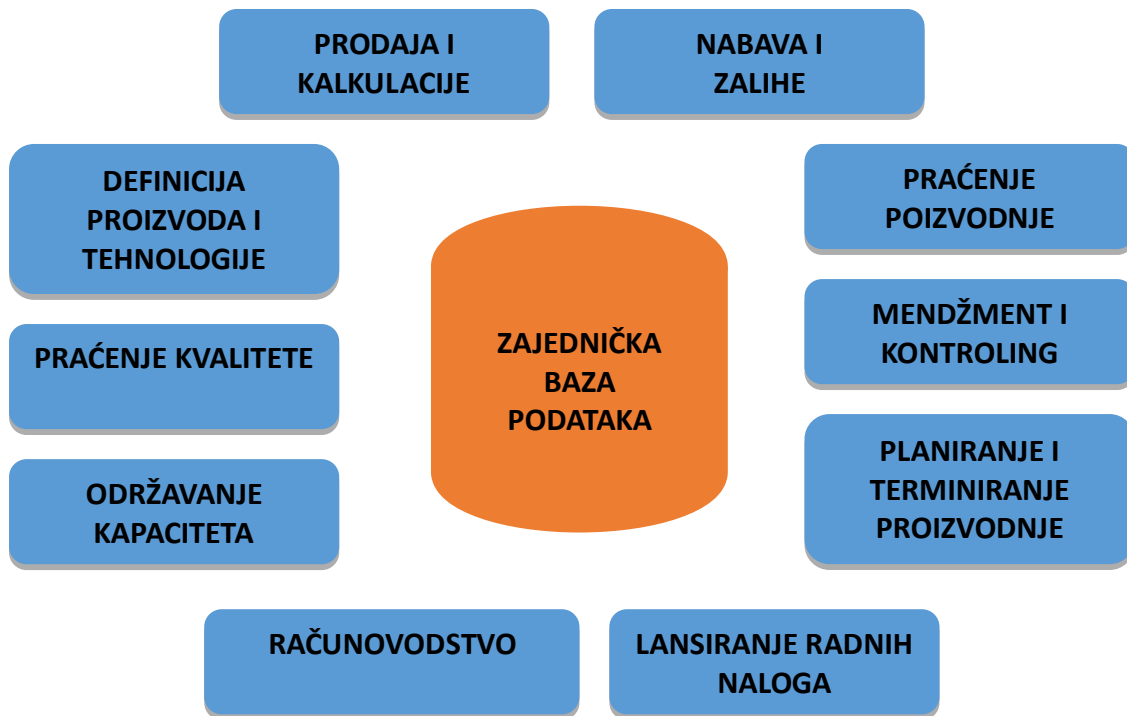 PRODAJA I
KALKULACIJE
NABAVA I
ZALIHE
DEFINICIJA
PROIZVODA I
TEHNOLOGIJE
PRAĆENJE
POIZVODNJE
PRAĆENJE KVALITETE
ZAJEDNIČKA
BAZA
PODATAKA
MENDŽMENT I
KONTROLING
ODRŽAVANJE
KAPACITETA
PLANIRANJE I
TERMINIRANJE
PROIZVODNJE
RAČUNOVODSTVO
LANSIRANJE RADNIH
NALOGA